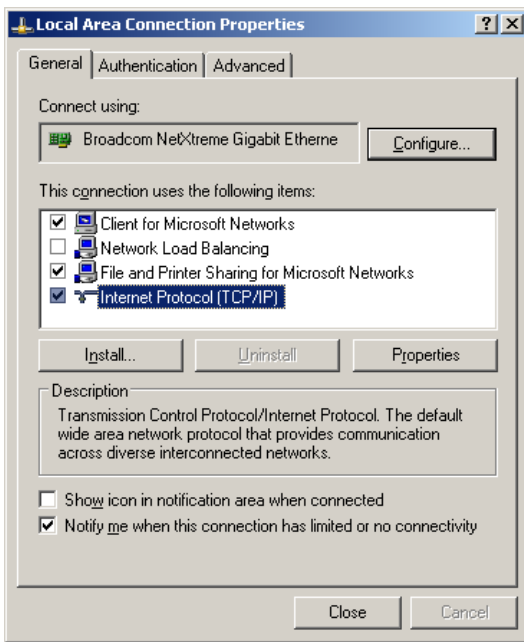 Local Area Connection Properties
General Authentication Advanced
Connect using:
Broadcom NetXtreme Gigabit Etherne
Configure...
This connection uses the following items:
Client for Microsoft Networks
Network Load Balancing
File and Printer Sharing for Microsoft Networks
Internet Protocol (TCP/IP)
Install... Uninstall Properties
Description
Transmission Control Protocol/Internet Protocol. The default
wide area network protocol that provides communication
across diverse interconnected networks.
Show icon in notification area when connected
Notify me when this connection has limited or no connectivity
Close Cancel